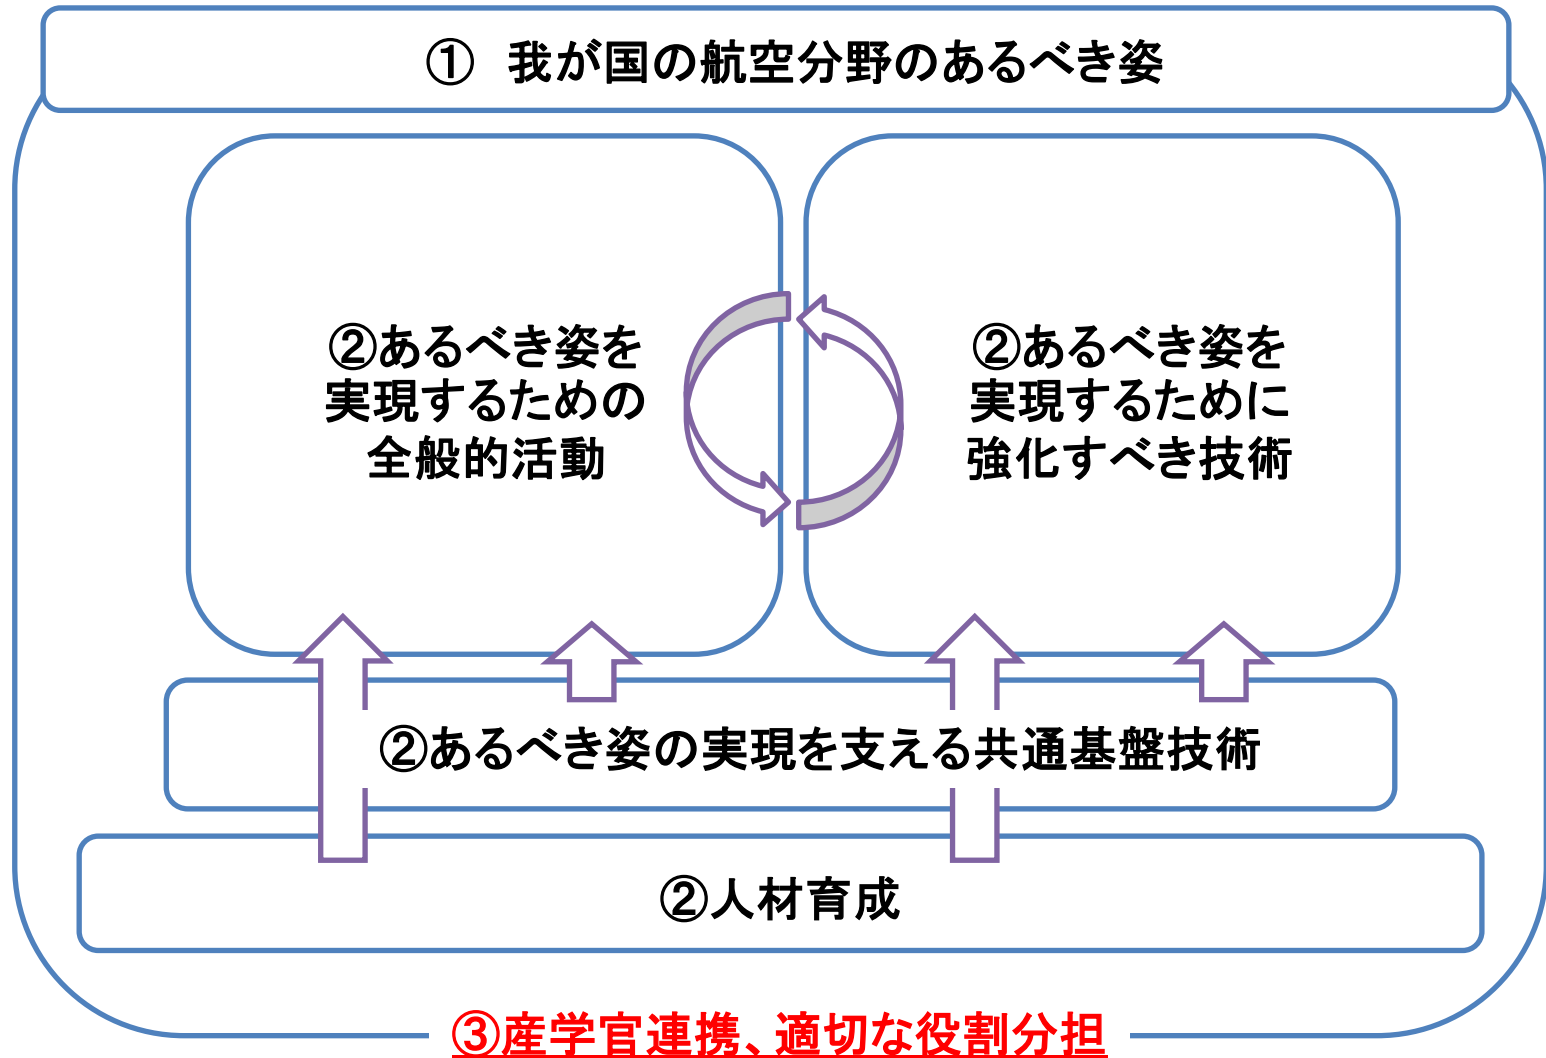 ① 我が国の航空分野のあるべき姿
②あるべき姿を
実現するための
全般的活動
②あるべき姿を
実現するために
強化すべき技術
②あるべき姿の実現を支える共通基盤技術
②人材育成
③産学官連携、適切な役割分担